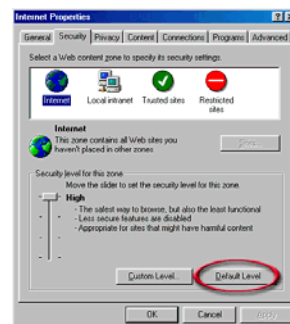 Internet Properties
General Security Privacy Content Connections Programs Advanced
Select a Web content zone to specify its security settings.
Internet Local intranet Trusted sites Restricted sites
Internet
This zone contains all Web sites you
haven't placed in other zones
Sites...
Security level for this zone
Move the slider to set the security level for this zone.
High
- The safest way to browse, but also the least functional
- Less secure features are disabled
- Appropriate for sites that might have harmful content
Custom Level... Default Level
OK Cancel Apply